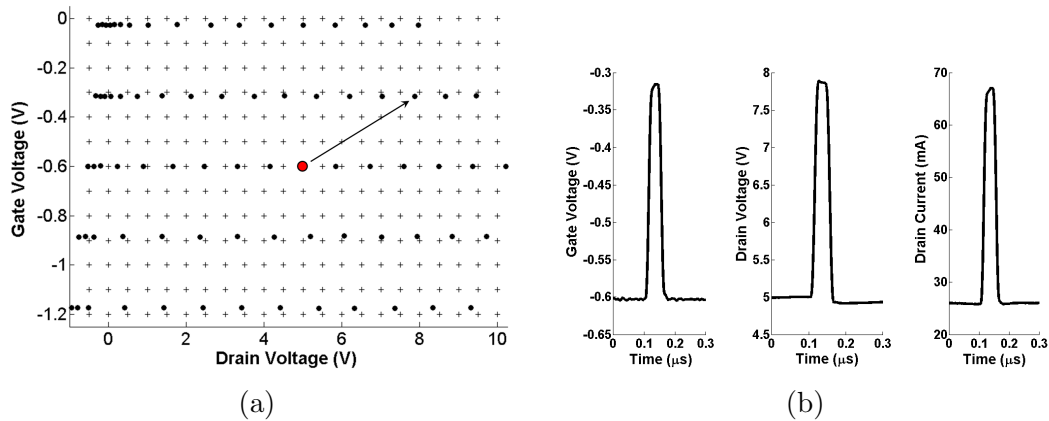 0
-0.2
-0.4
-0.6
-0.8
-1
-1.2
Gate Voltage (V)
0 2 4 6 8 10
Drain Voltage (V)
(a)
-0.3
-0.35
-0.4
-0.45
-0.5
-0.55
-0.6
-0.65
Gate Voltage (V)
0 0.1 0.2 0.3
Time (μs)
8
7.5
7
6.5
6
5.5
5
4.5
Drain Voltage (V)
0 0.1 0.2 0.3
Time (μs)
70
60
50
40
30
20
Drain Current (mA)
0 0.1 0.2 0.3
Time (μs)
(b)